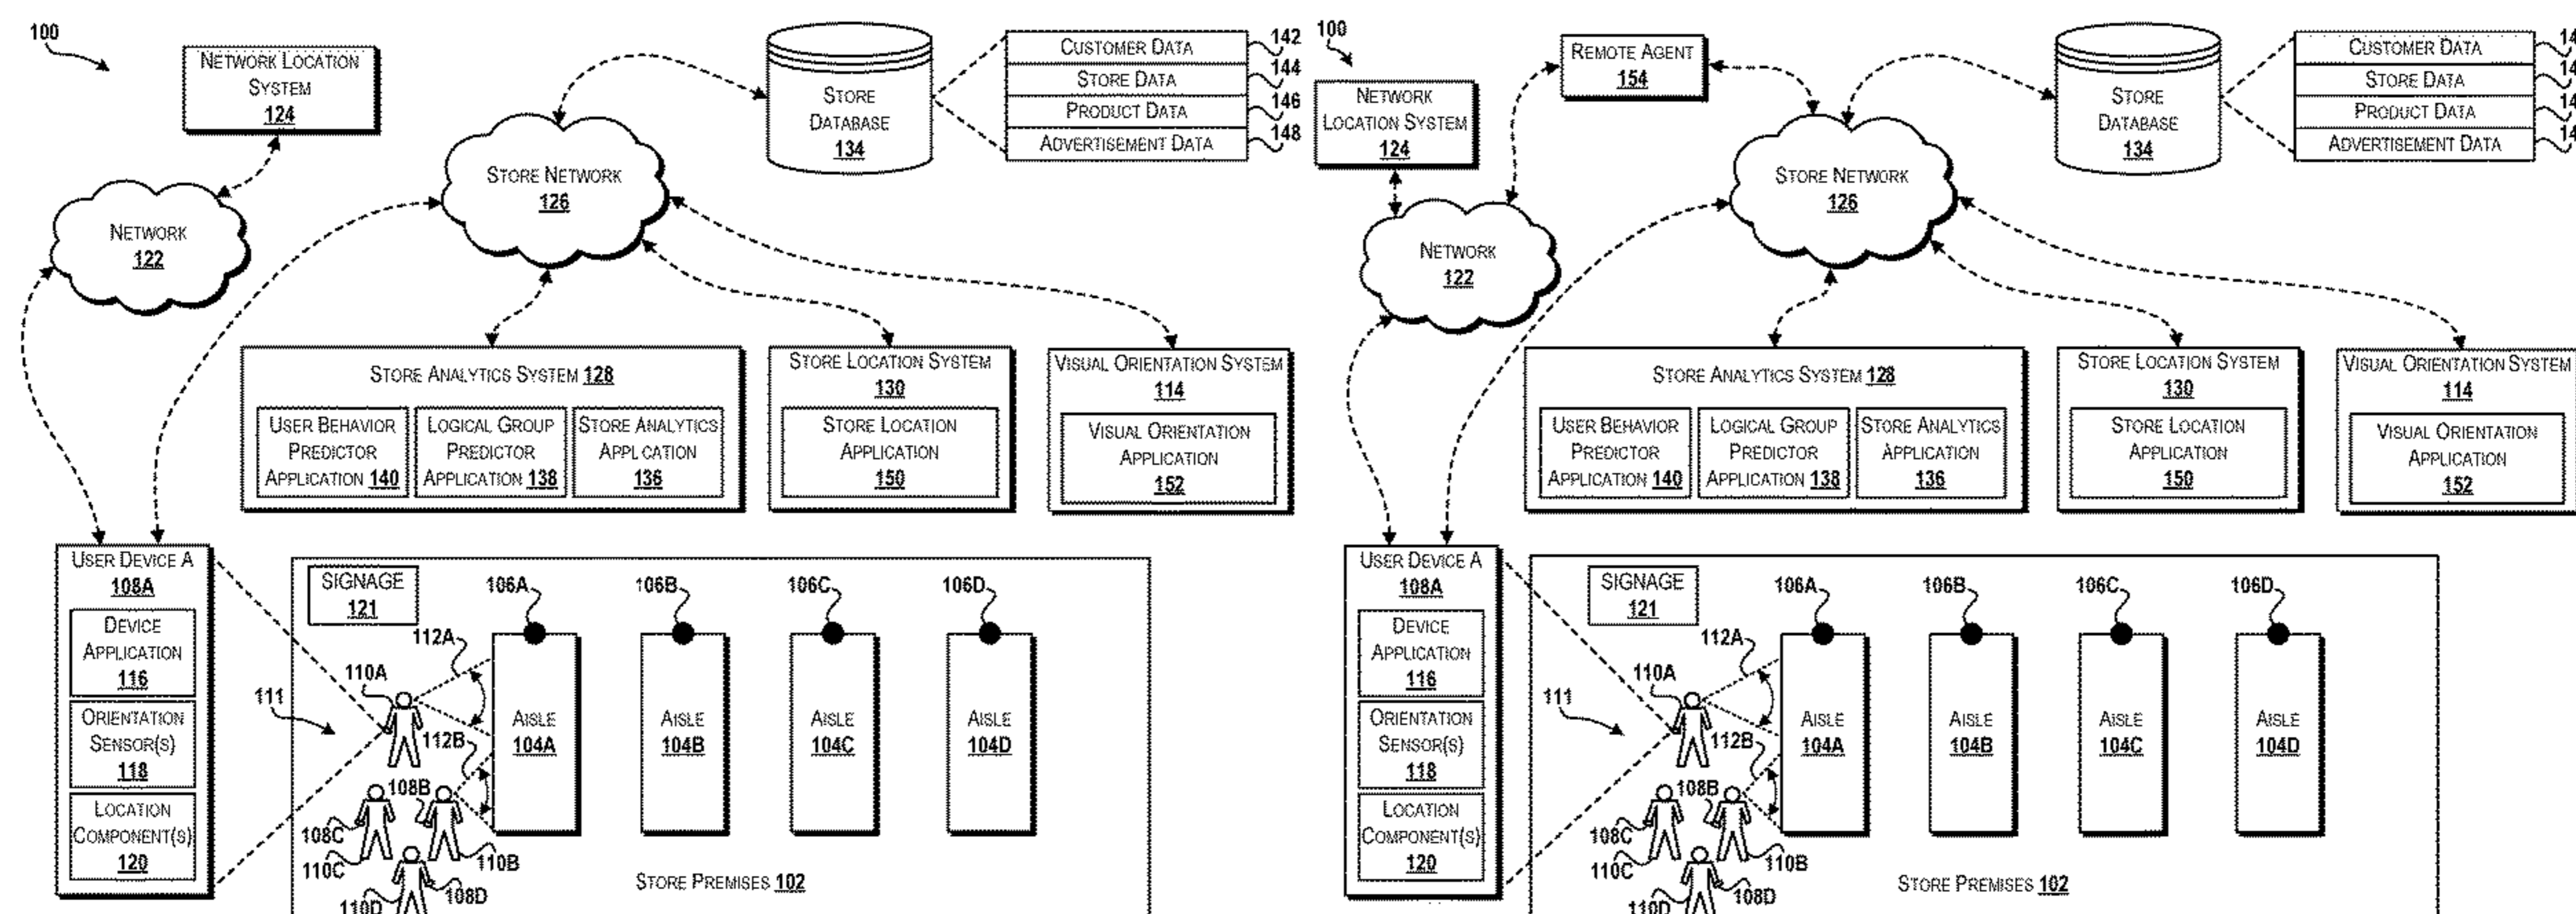 100
NETWORK LOCATION
SYSTEM
124
NETWORK
122
STORE NETWORK
126
STORE
DATABASE
134
CUSTOMER DATA
142
STORE DATA
144
PRODUCT DATA
146
ADVERTISEMENT DATA
148
STORE ANALYTICS SYSTEM 128
USER BEHAVIOR
PREDICTOR
APPLICATION 140
LOGICAL GROUP
PREDICTOR
APPLICATION 138
STORE ANALYTICS
APPLICATION
136
STORE LOCATION SYSTEM
130
STORE LOCATION
APPLICATION
150
VISUAL ORIENTATION SYSTEM
114
VISUAL ORIENTATION
APPLICATION
152
USER DEVICE A
108A
DEVICE
APPLICATION
116
ORIENTATION
SENSOR(S)
118
LOCATION
COMPONENT(S)
120
SIGNAGE
121
106A
106B
106C
106D
112A
110A
111
112B
108B
108C
110C
110B
108D
110D
AISLE
104A
AISLE
104B
AISLE
104C
AISLE
104D
STORE PREMISES 102
100
NETWORK
LOCATION SYSTEM
124
REMOTE AGENT
154
NETWORK
122
STORE NETWORK
126
STORE
DATABASE
134
CUSTOMER DATA
STORE DATA
PRODUCT DATA
ADVERTISEMENT DATA
STORE ANALYTICS SYSTEM 128
USER BEHAVIOR
PREDICTOR
APPLICATION 140
LOGICAL GROUP
PREDICTOR
APPLICATION 138
STORE ANALYTICS
APPLICATION
136
STORE LOCATION SYSTEM
130
STORE LOCATION
APPLICATION
150
VISUAL ORIENTATION SYSTEM
114
VISUAL ORIENTATION
APPLICATION
152
USER DEVICE A
108A
DEVICE
APPLICATION
116
ORIENTATION
SENSOR(S)
118
LOCATION
COMPONENT(S)
120
SIGNAGE
121
106A
106B
106C
106D
112A
110A
111
112B
108B
108C
110C
110B
108D
110D
AISLE
104A
AISLE
104B
AISLE
104C
AISLE
104D
STORE PREMISES 102